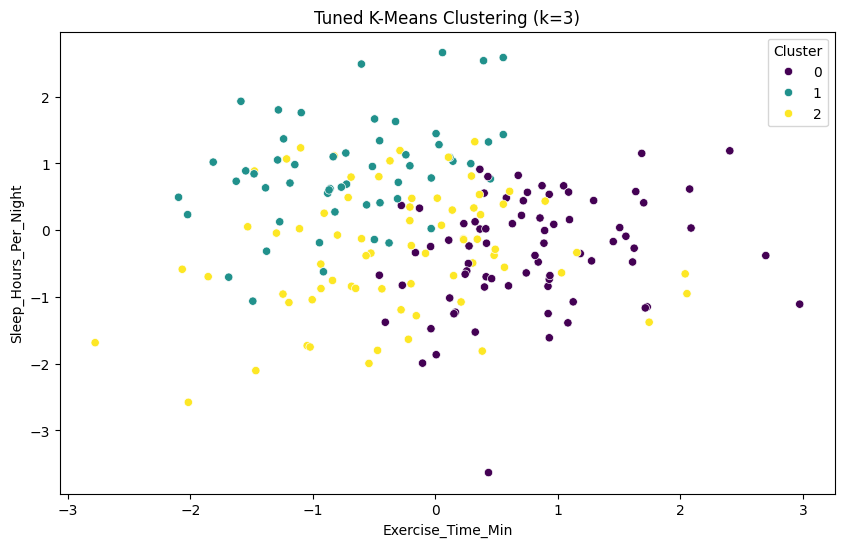 Tuned K-Means Clustering (k=3)
Cluster
0
1
2
2
1
0
−1
−2
−3
Sleep_Hours_Per_Night
−3 −2 −1 0 1 2 3
Exercise_Time_Min